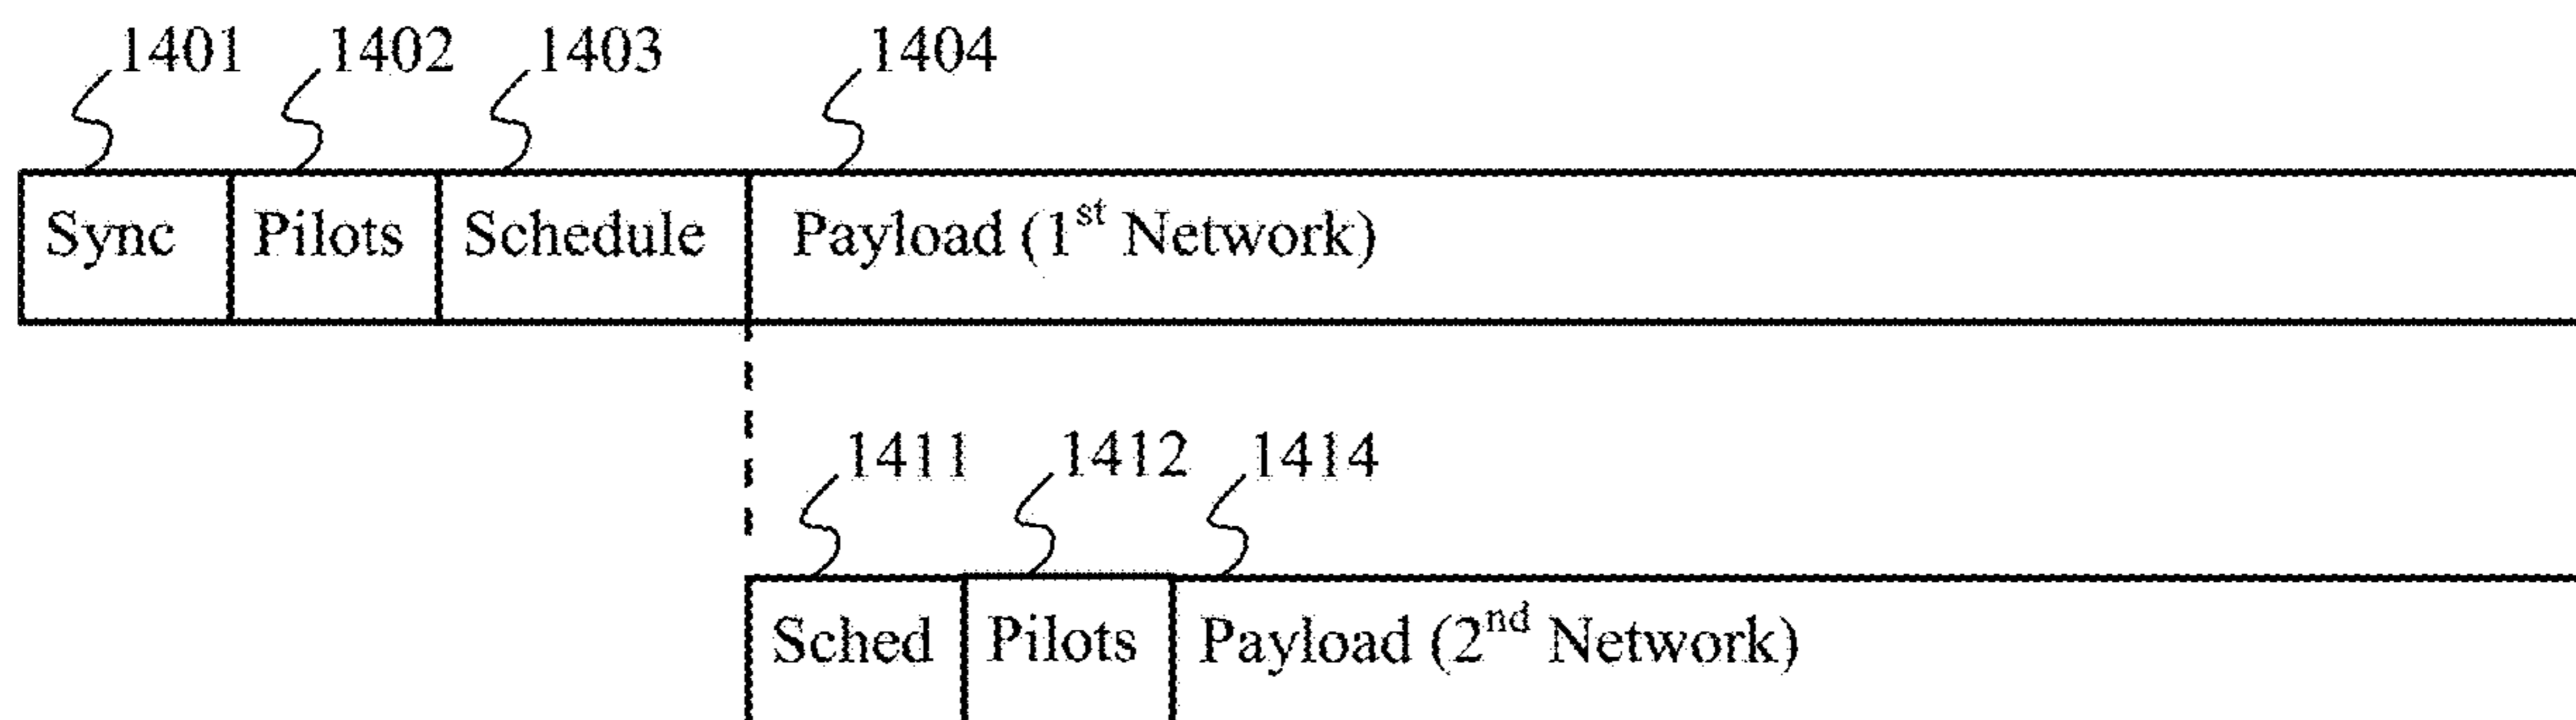 1401 1402 1403 1404
Sync Pilots Schedule Payload (1st Network)
1411 1412 1414
Sched Pilots Payload (2nd Network)